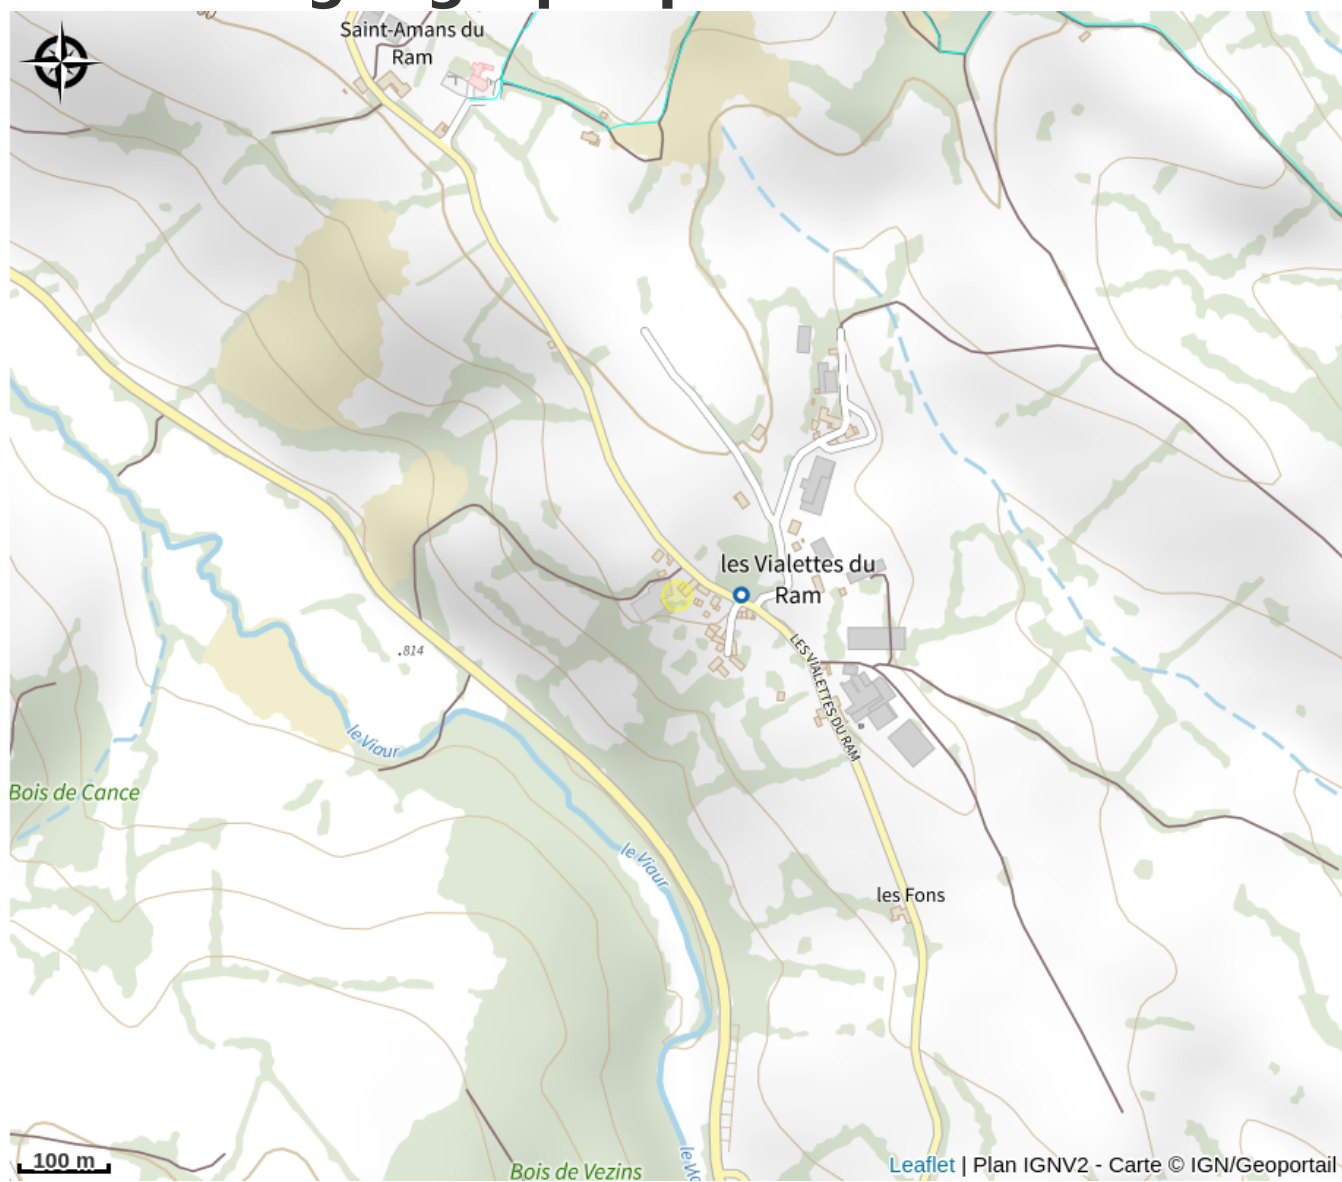 Saint-Amans du
Ram
les Vialettes du
Ram
LES VIALETTES DU RAM
.814
le Viaur
Bois de Cance
le Viaur
les Fons
100 m
Bois de Vezins
Leaflet | Plan IGNV2 - Carte © IGN/Geoportail